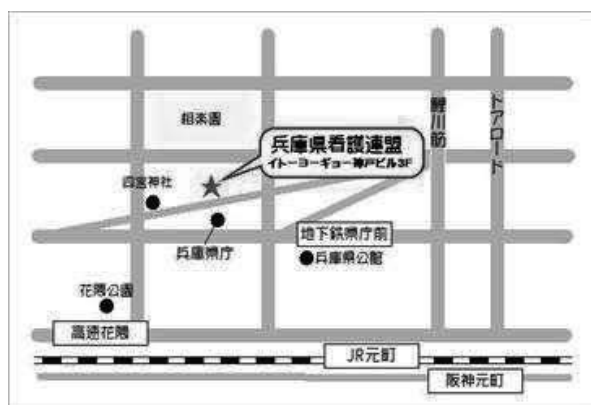 相楽園
兵庫県看護連盟
イトーヨーギョー神戸ビル3F
鯉川筋
トアロード
四宮神社
兵庫県庁
地下鉄県庁前
兵庫県公館
花隈公園
高速花隈
JR元町
阪神元町